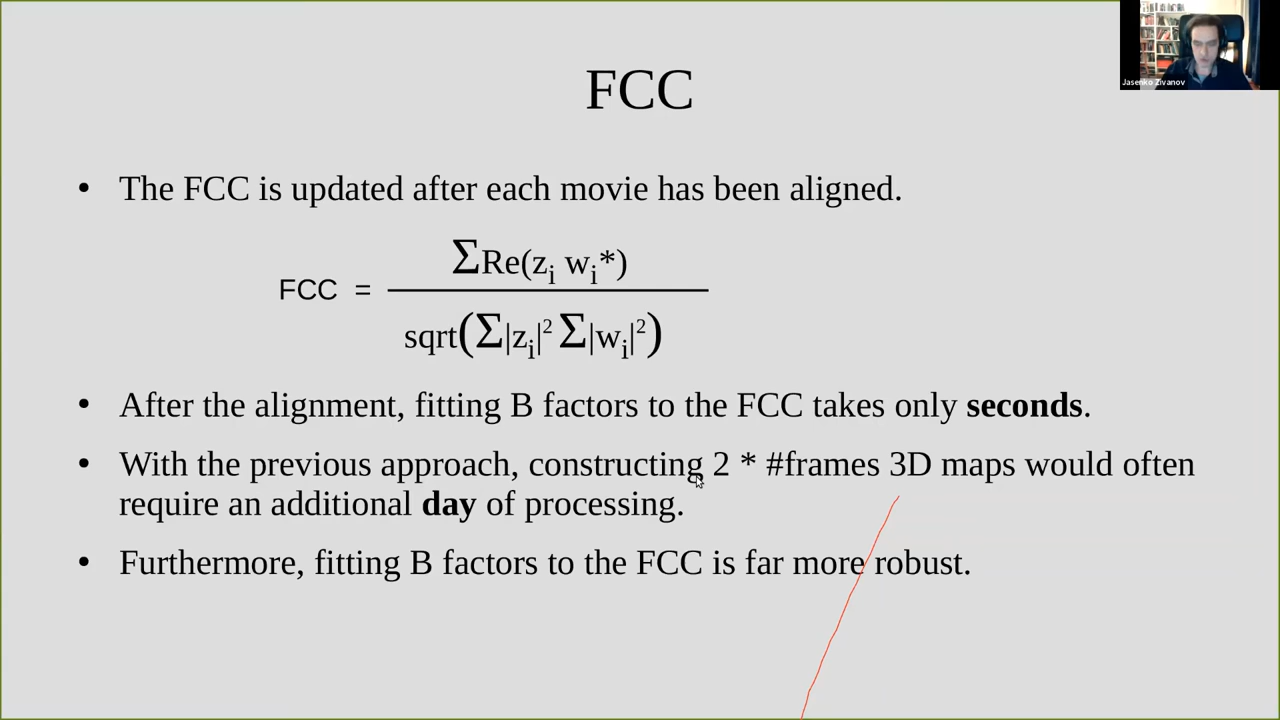 Jasenko Zivanov
FCC
• The FCC is updated after each movie has been aligned.
FCC = ΣRe(zᵢ wᵢ*)
sqrt(Σ|zᵢ|² Σ|wᵢ|²)
• After the alignment, fitting B factors to the FCC takes only seconds.
• With the previous approach, constructing 2 * #frames 3D maps would often
require an additional day of processing.
• Furthermore, fitting B factors to the FCC is far more robust.